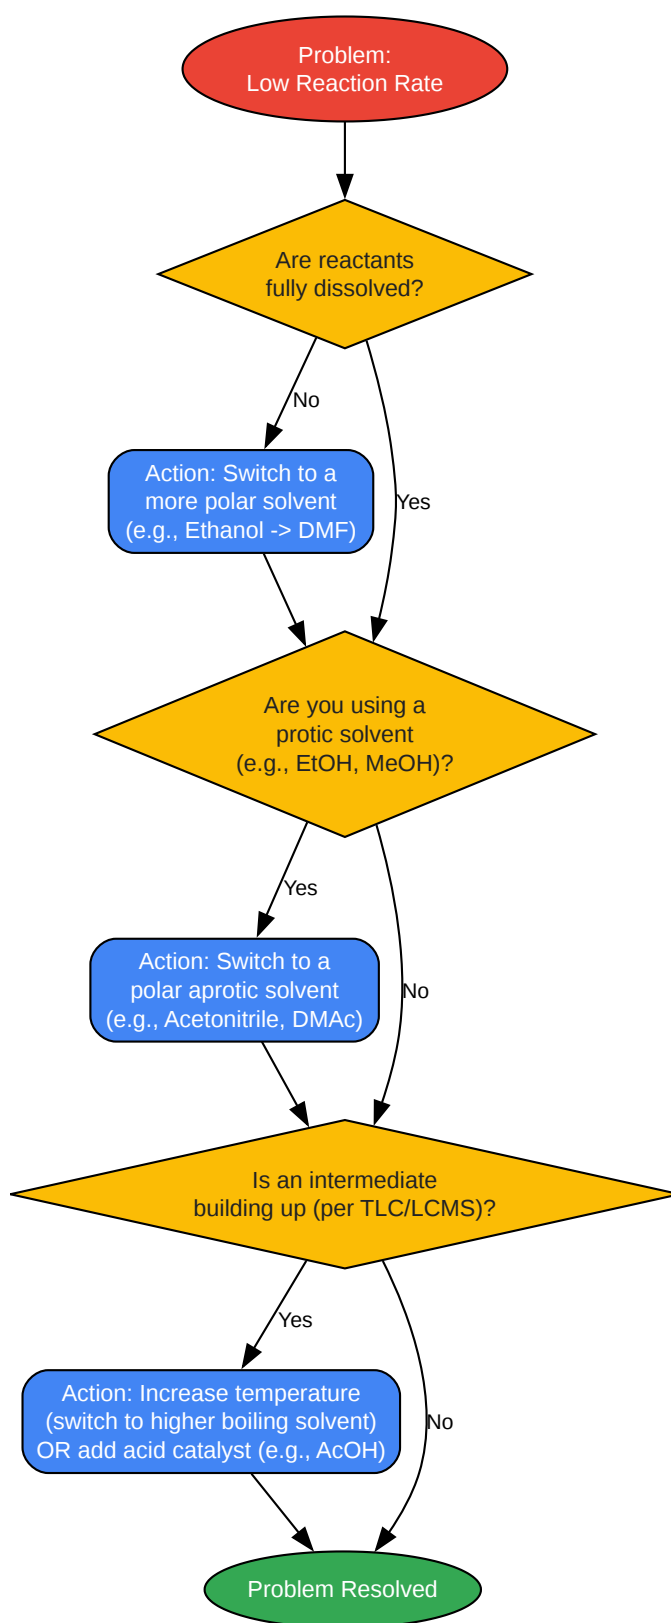 Problem:
Low Reaction Rate
Are reactants
fully dissolved?
No
Action: Switch to a
more polar solvent
(e.g., Ethanol -> DMF)
Yes
Are you using a
protic solvent
(e.g., EtOH, MeOH)?
Yes
Action: Switch to a
polar aprotic solvent
(e.g., Acetonitrile, DMAc)
No
Is an intermediate
building up (per TLC/LCMS)?
Yes
Action: Increase temperature
(switch to higher boiling solvent)
OR add acid catalyst (e.g., AcOH)
No
Problem Resolved